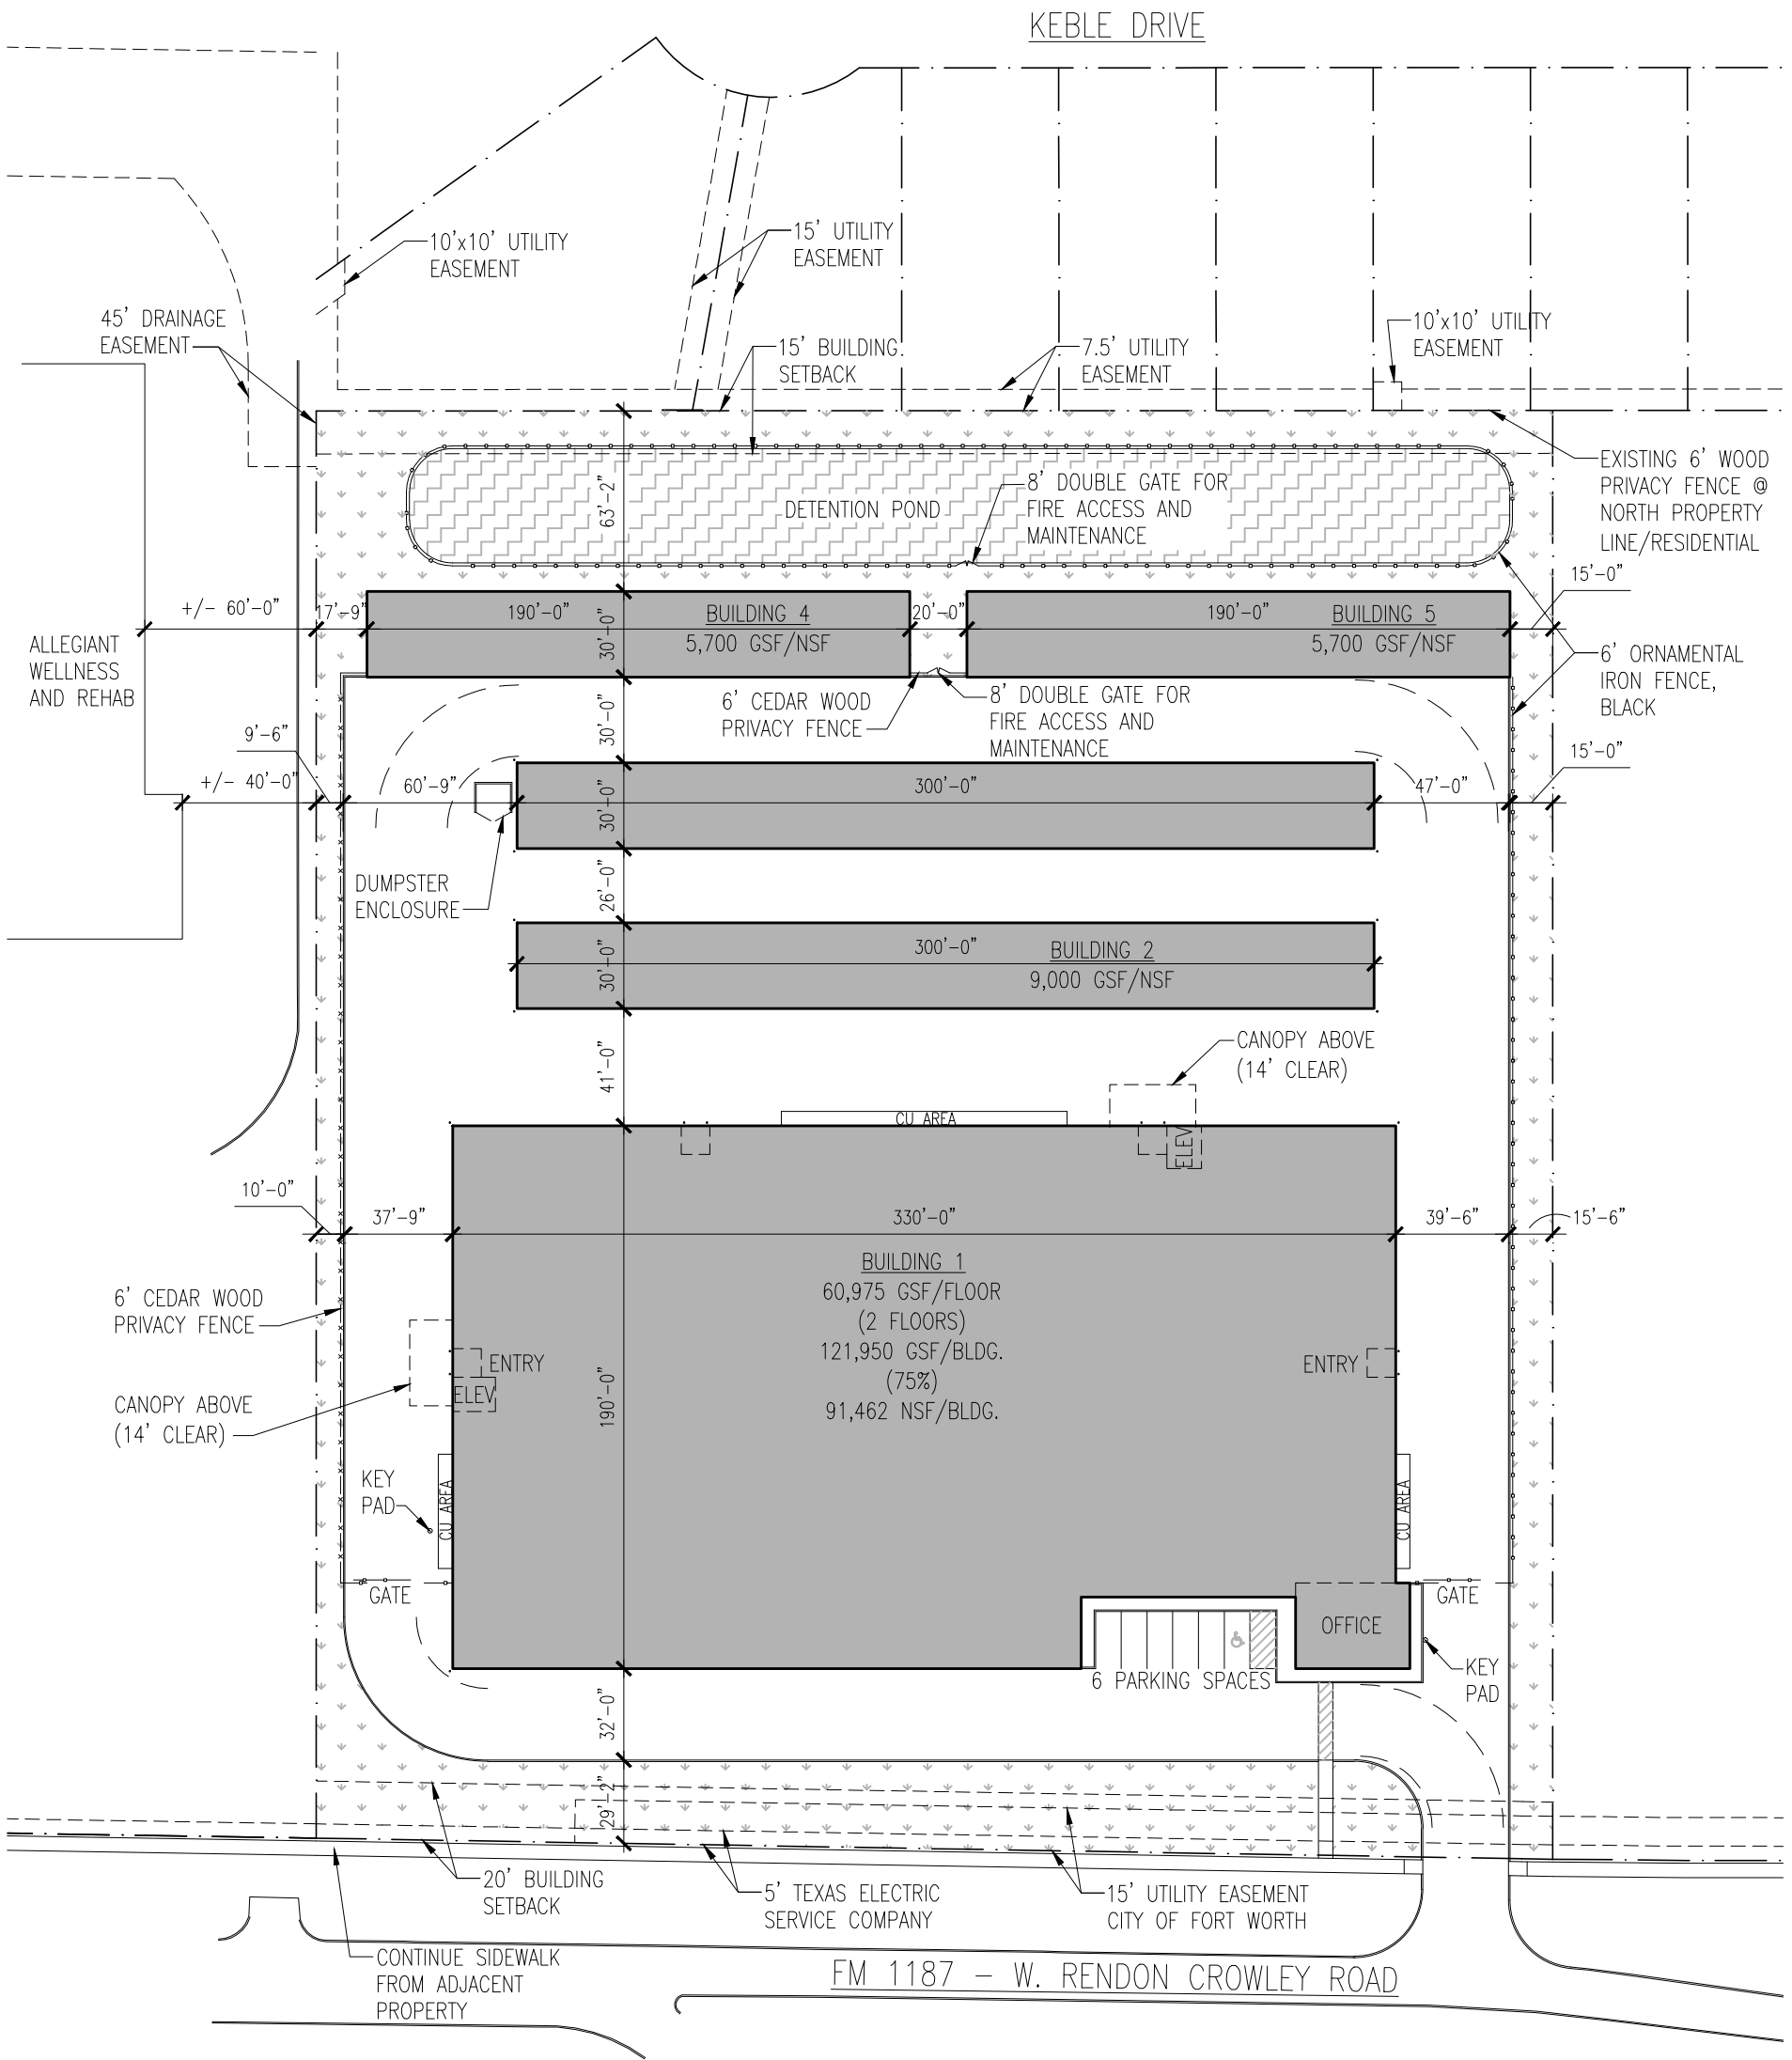 KEBLE DRIVE
10'x10' UTILITY
EASEMENT
15' UTILITY
EASEMENT
45' DRAINAGE
EASEMENT
15' BUILDING
SETBACK
7.5' UTILITY
EASEMENT
10'x10' UTILITY
EASEMENT
EXISTING 6' WOOD
PRIVACY FENCE @
NORTH PROPERTY
LINE/RESIDENTIAL
63'-2"
DETENTION POND
8' DOUBLE GATE FOR
FIRE ACCESS AND
MAINTENANCE
+/- 60'-0"
17'-9"
190'-0"
BUILDING 4
5,700 GSF/NSF
20'-0"
190'-0"
BUILDING 5
5,700 GSF/NSF
15'-0"
30'-0"
ALLEGIANT
WELLNESS
AND REHAB
6' ORNAMENTAL
IRON FENCE,
BLACK
6' CEDAR WOOD
PRIVACY FENCE
8' DOUBLE GATE FOR
FIRE ACCESS AND
MAINTENANCE
30'-0"
9'-6"
+/- 40'-0"
60'-9"
300'-0"
47'-0"
15'-0"
30'-0"
DUMPSTER
ENCLOSURE
26'-0"
300'-0"
BUILDING 2
9,000 GSF/NSF
30'-0"
41'-0"
CANOPY ABOVE
(14' CLEAR)
CU AREA
ELEV
10'-0"
37'-9"
330'-0"
39'-6"
15'-6"
BUILDING 1
60,975 GSF/FLOOR
(2 FLOORS)
121,950 GSF/BLDG.
(75%)
91,462 NSF/BLDG.
6' CEDAR WOOD
PRIVACY FENCE
ENTRY
ELEV
ENTRY
190'-0"
CANOPY ABOVE
(14' CLEAR)
KEY
PAD
CU AREA
CU AREA
GATE
GATE
OFFICE
6 PARKING SPACES
KEY
PAD
32'-0"
29'-2"
20' BUILDING
SETBACK
5' TEXAS ELECTRIC
SERVICE COMPANY
15' UTILITY EASEMENT
CITY OF FORT WORTH
CONTINUE SIDEWALK
FROM ADJACENT
PROPERTY
FM 1187 - W. RENDON CROWLEY ROAD